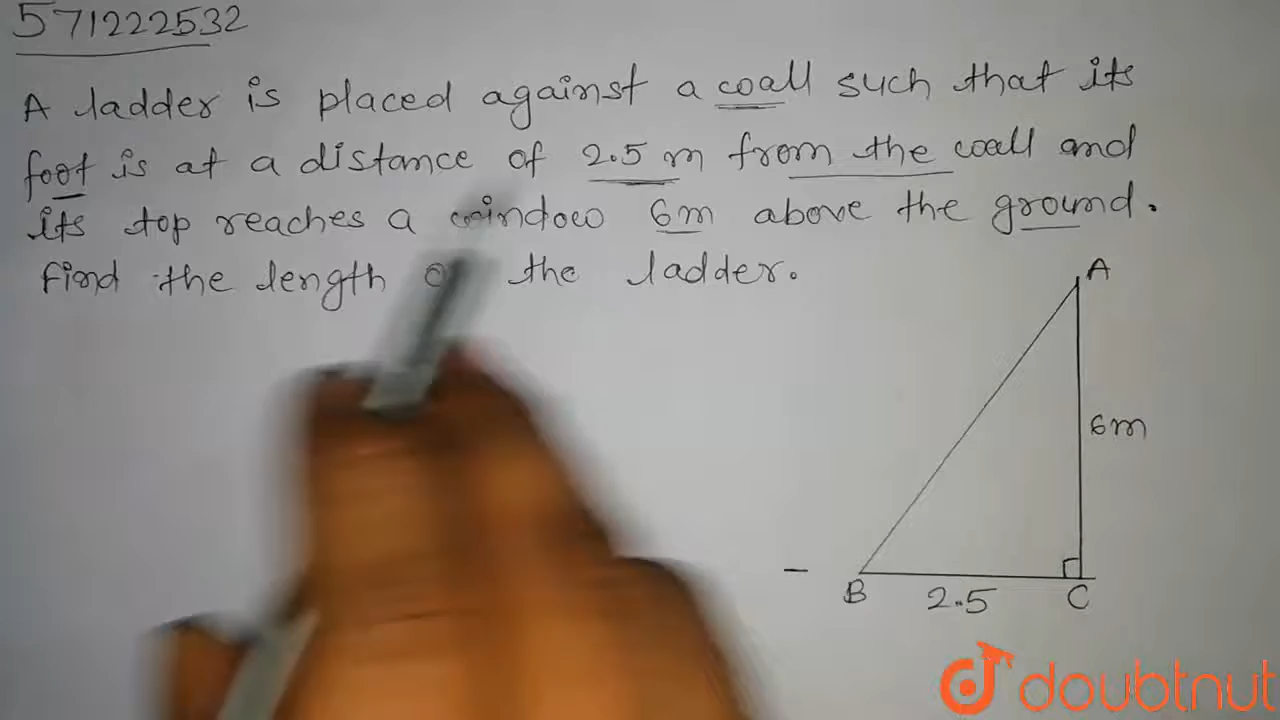 571222532
A ladder is placed against a wall such that its
foot is at a distance of 2.5 m from the wall and
its top reaches a window 6m above the ground.
Find the length the ladder.
A
6m
B 2.5 C
doubtnut